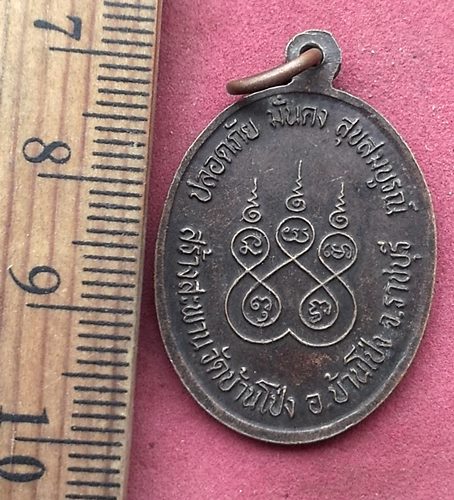 7
8
9
10
ปลอดภัย มั่นคง สุขสมบูรณ์
สร้างสะพาน วัดบ้านโป่ง อ.บ้านโป่ง จ.ราชบุรี